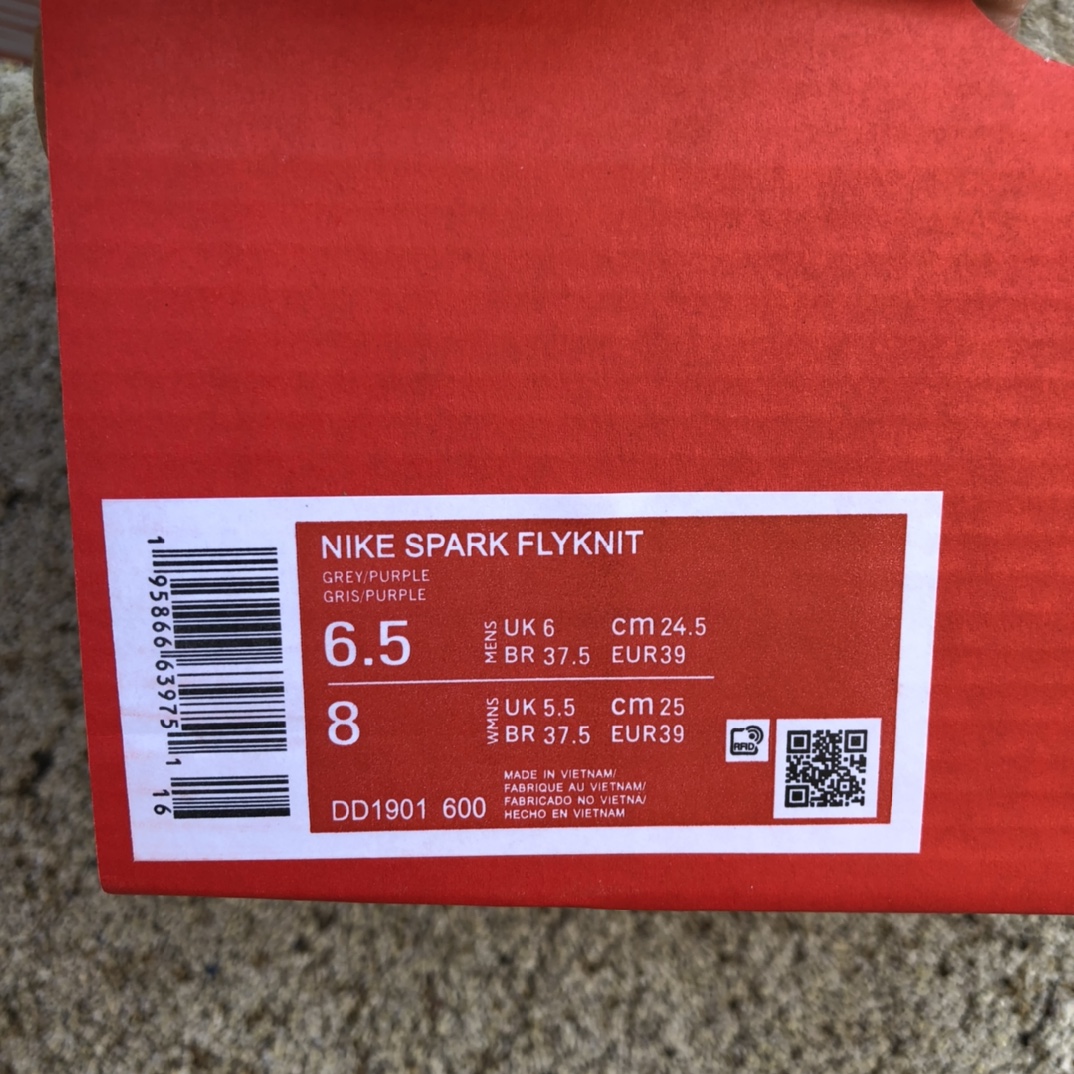 NIKE SPARK FLYKNIT
GREY/PURPLE
GRIS/PURPLE
6.5
MENS
UK 6 cm 24.5
BR 37.5 EUR39
8
WMNS
UK 5.5 cm 25
BR 37.5 EUR39
MADE IN VIETNAM/
FABRIQUE AU VIETNAM/
FABRICADO NO VIETNA/
HECHO EN VIETNAM
DD1901 600
RFID
1 95866 63975 1 16